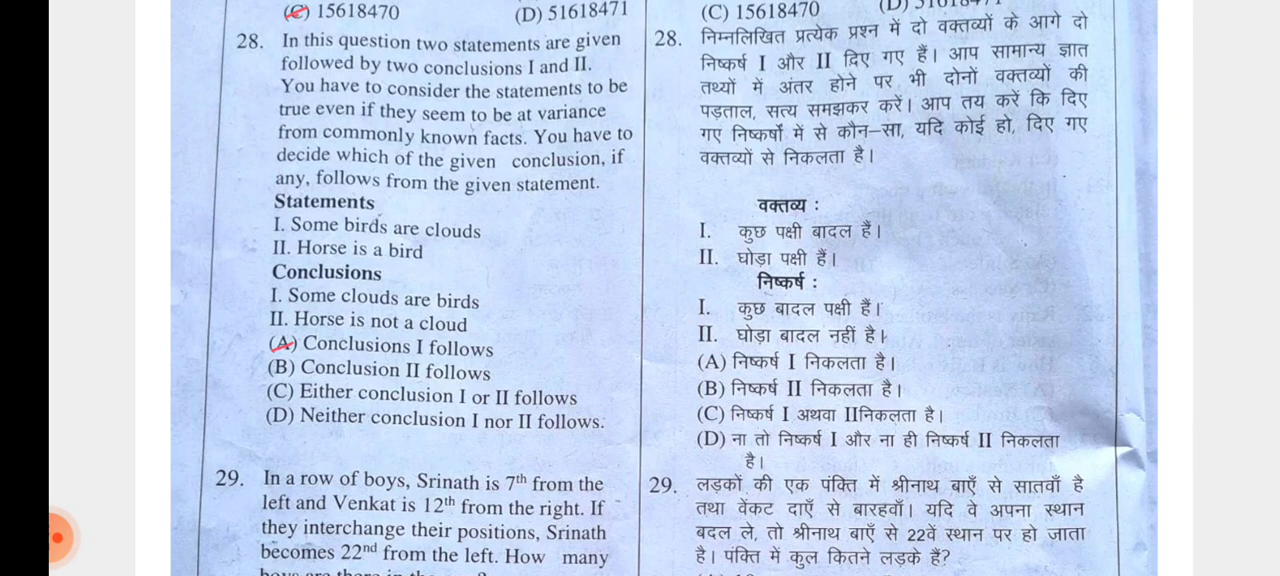 (C) 15618470
(D) 51618471
28. In this question two statements are given
followed by two conclusions I and II.
You have to consider the statements to be
true even if they seem to be at variance
from commonly known facts. You have to
decide which of the given conclusion, if
any, follows from the given statement.
Statements
I. Some birds are clouds
II. Horse is a bird
Conclusions
I. Some clouds are birds
II. Horse is not a cloud
(A) Conclusions I follows
(B) Conclusion II follows
(C) Either conclusion I or II follows
(D) Neither conclusion I nor II follows.
29. In a row of boys, Srinath is 7th from the
left and Venkat is 12th from the right. If
they interchange their positions, Srinath
becomes 22nd from the left. How many
(C) 15618470
28. निम्नलिखित प्रत्येक प्रश्न में दो वक्तव्यों के आगे दो
निष्कर्ष I और II दिए गए हैं। आप सामान्य ज्ञात
तथ्यों में अंतर होने पर भी दोनों वक्तव्यों की
पड़ताल, सत्य समझकर करें। आप तय करें कि दिए
गए निष्कर्षों में से कौन–सा, यदि कोई हो, दिए गए
वक्तव्यों से निकलता है।
वक्तव्य :
I. कुछ पक्षी बादल हैं।
II. घोड़ा पक्षी हैं।
निष्कर्ष :
I. कुछ बादल पक्षी हैं।
II. घोड़ा बादल नहीं है।
(A) निष्कर्ष I निकलता है।
(B) निष्कर्ष II निकलता है।
(C) निष्कर्ष I अथवा IIनिकलता है।
(D) ना तो निष्कर्ष I और ना ही निष्कर्ष II निकलता
है।
29. लड़कों की एक पंक्ति में श्रीनाथ बाएँ से सातवाँ है
तथा वेंकट दाएँ से बारहवाँ। यदि वे अपना स्थान
बदल ले, तो श्रीनाथ बाएँ से 22वें स्थान पर हो जाता
है। पंक्ति में कुल कितने लड़के हैं?